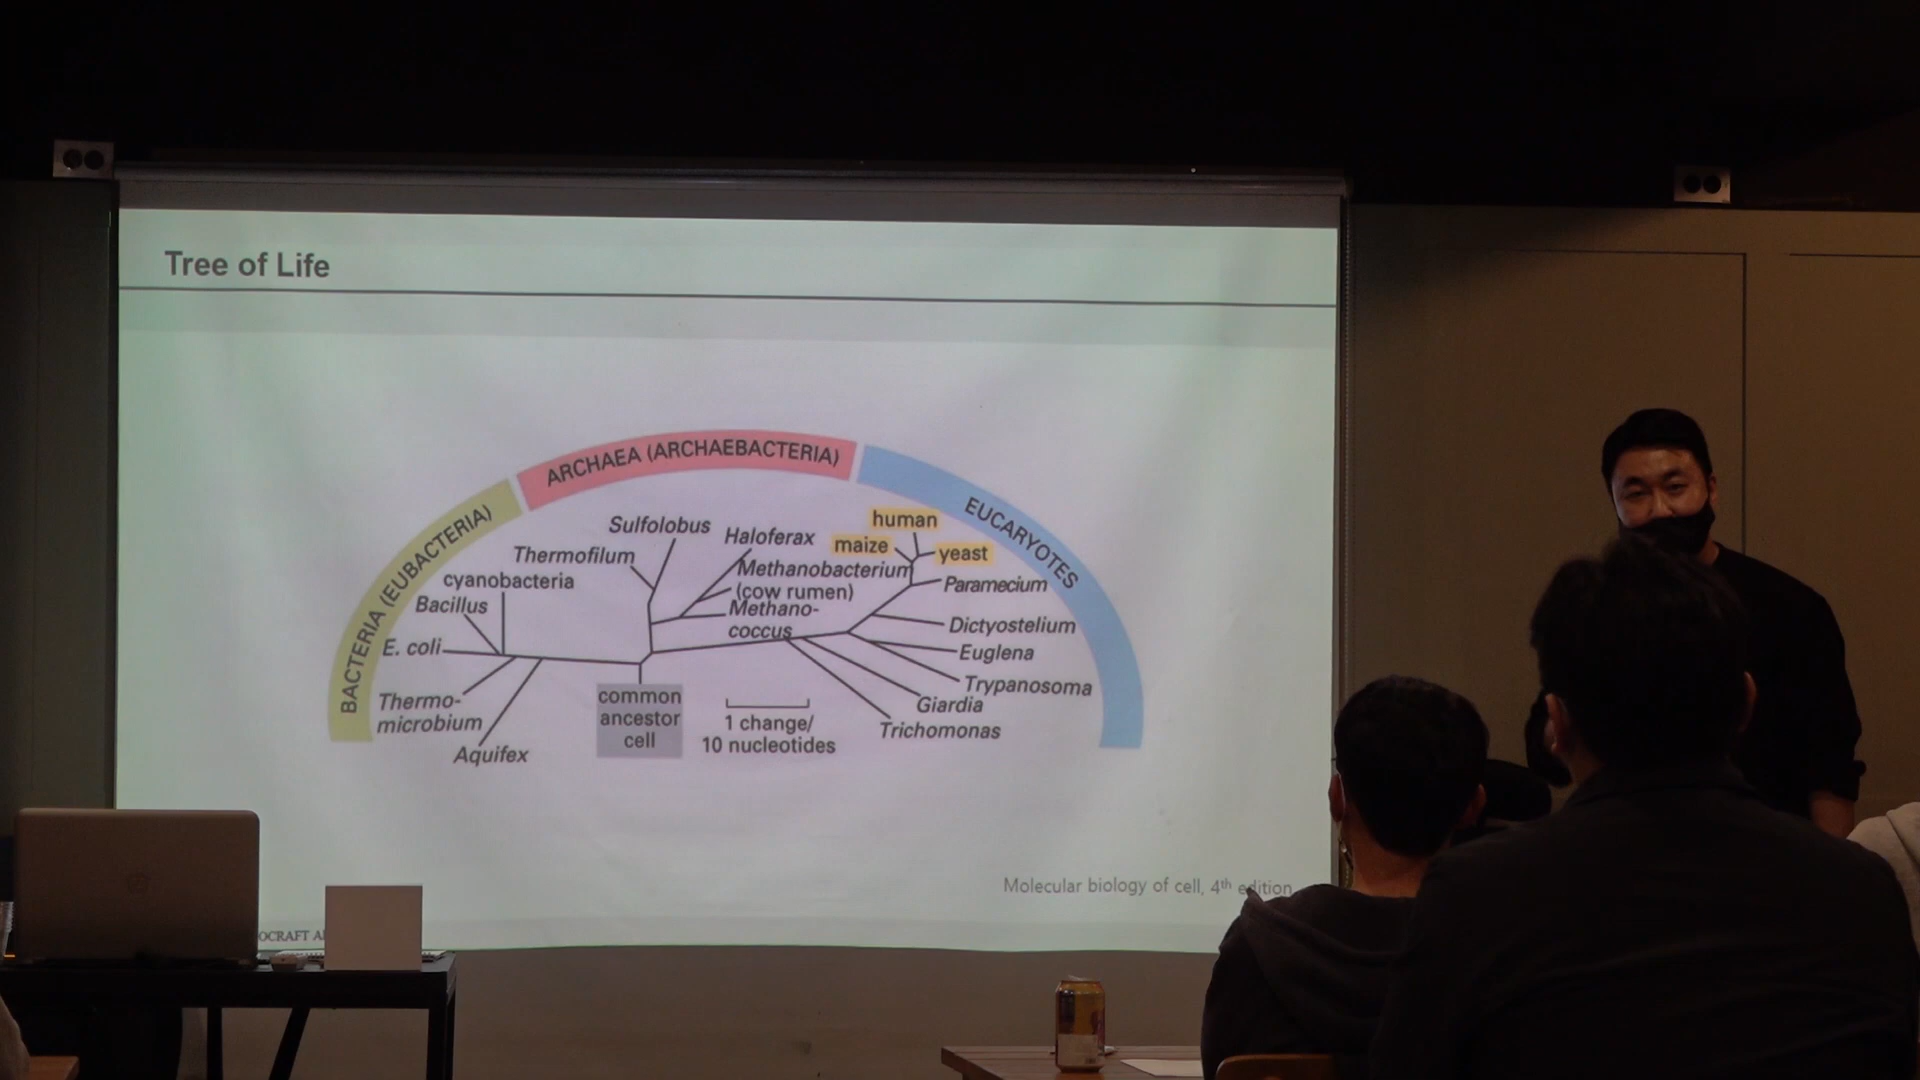 Tree of Life
BACTERIA (EUBACTERIA)
ARCHAEA (ARCHAEBACTERIA)
EUCARYOTES
Sulfolobus
Thermofilum
cyanobacteria
Bacillus
E. coli
Thermo-
microbium
Aquifex
Haloferax
Methanobacterium
(cow rumen)
Methano-
coccus
human
maize
yeast
Paramecium
Dictyostelium
Euglena
Trypanosoma
Giardia
Trichomonas
common
ancestor
cell
1 change/
10 nucleotides
Molecular biology of cell, 4th edition